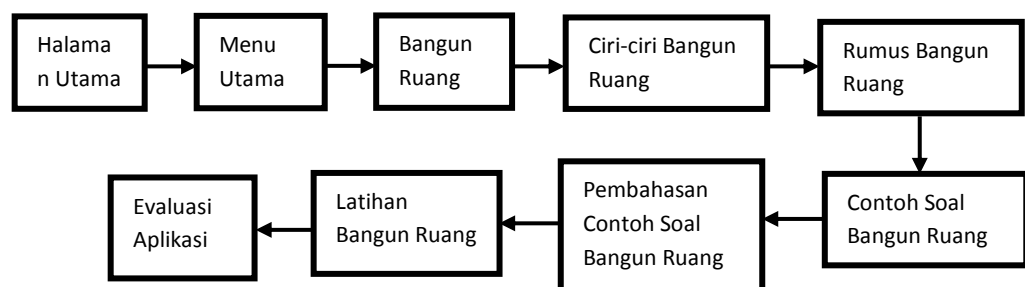 Halama
n Utama
Menu
Utama
Bangun
Ruang
Ciri-ciri Bangun
Ruang
Rumus Bangun
Ruang
Contoh Soal
Bangun Ruang
Pembahasan
Contoh Soal
Bangun Ruang
Latihan
Bangun Ruang
Evaluasi
Aplikasi